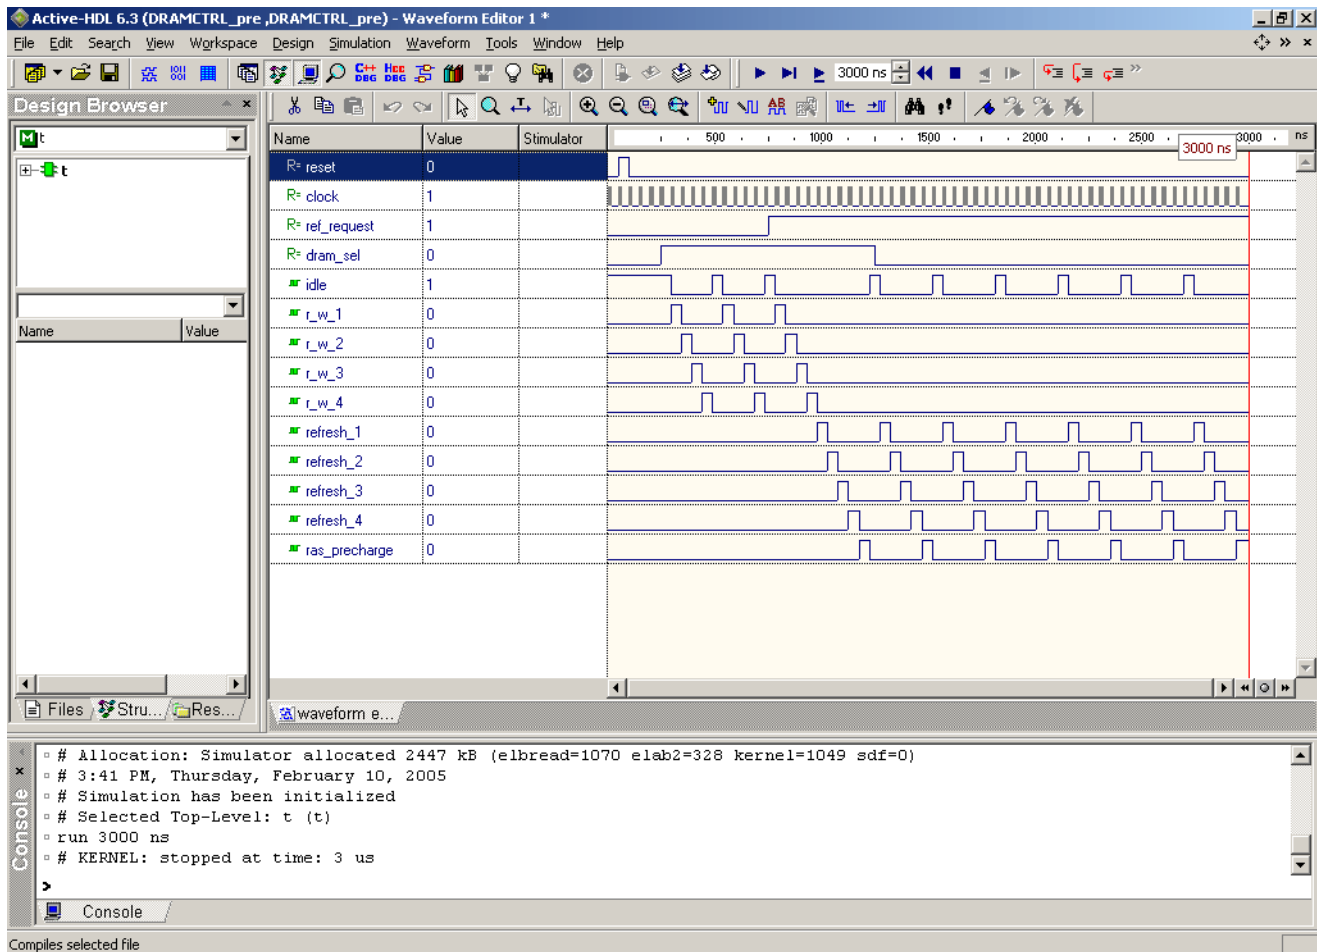 Active-HDL 6.3 (DRAMCTRL_pre ,DRAMCTRL_pre) - Waveform Editor 1 *
File Edit Search View Workspace Design Simulation Waveform Tools Window Help
C++ DBG HES DBG 3000 ns
Design Browser
t
t
Name Value
Name Value Stimulator 500 1000 1500 2000 2500 3000 ns
3000 ns
reset 0
clock 1
ref_request 1
dram_sel 0
idle 1
r_w_1 0
r_w_2 0
r_w_3 0
r_w_4 0
refresh_1 0
refresh_2 0
refresh_3 0
refresh_4 0
ras_precharge 0
Files Stru... Res...
waveform e...
# Allocation: Simulator allocated 2447 kB (elbread=1070 elab2=328 kernel=1049 sdf=0)
# 3:41 PM, Thursday, February 10, 2005
# Simulation has been initialized
# Selected Top-Level: t (t)
run 3000 ns
# KERNEL: stopped at time: 3 us
>
Console
Console
Compiles selected file